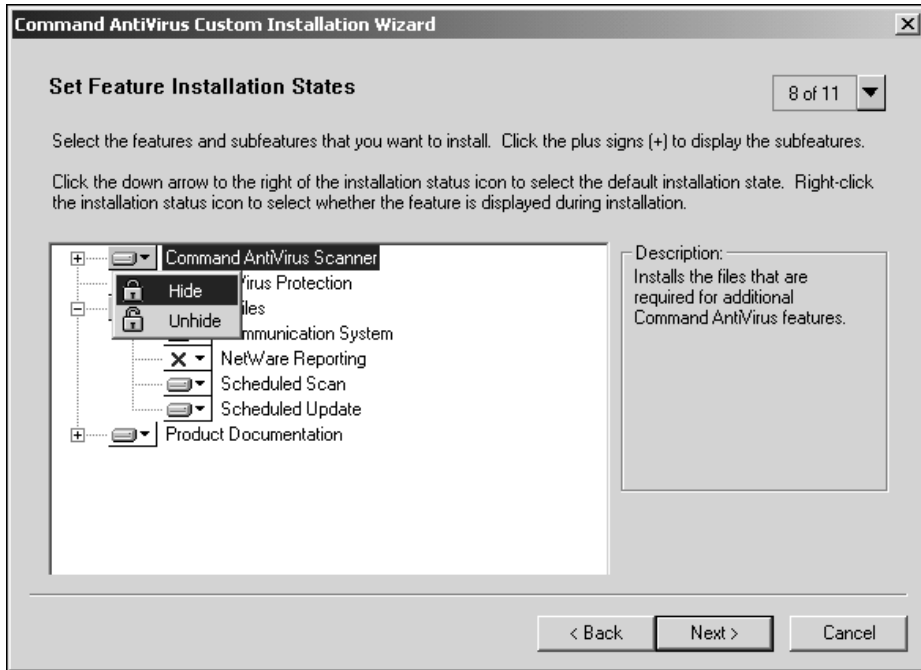 Command AntiVirus Custom Installation Wizard
Set Feature Installation States
8 of 11
Select the features and subfeatures that you want to install. Click the plus signs (+) to display the subfeatures.
Click the down arrow to the right of the installation status icon to select the default installation state. Right-click
the installation status icon to select whether the feature is displayed during installation.
Command AntiVirus Scanner
Virus Protection
Hide
Unhide
Communication System
NetWare Reporting
Scheduled Scan
Scheduled Update
Product Documentation
Description:
Installs the files that are
required for additional
Command AntiVirus features.
< Back
Next >
Cancel